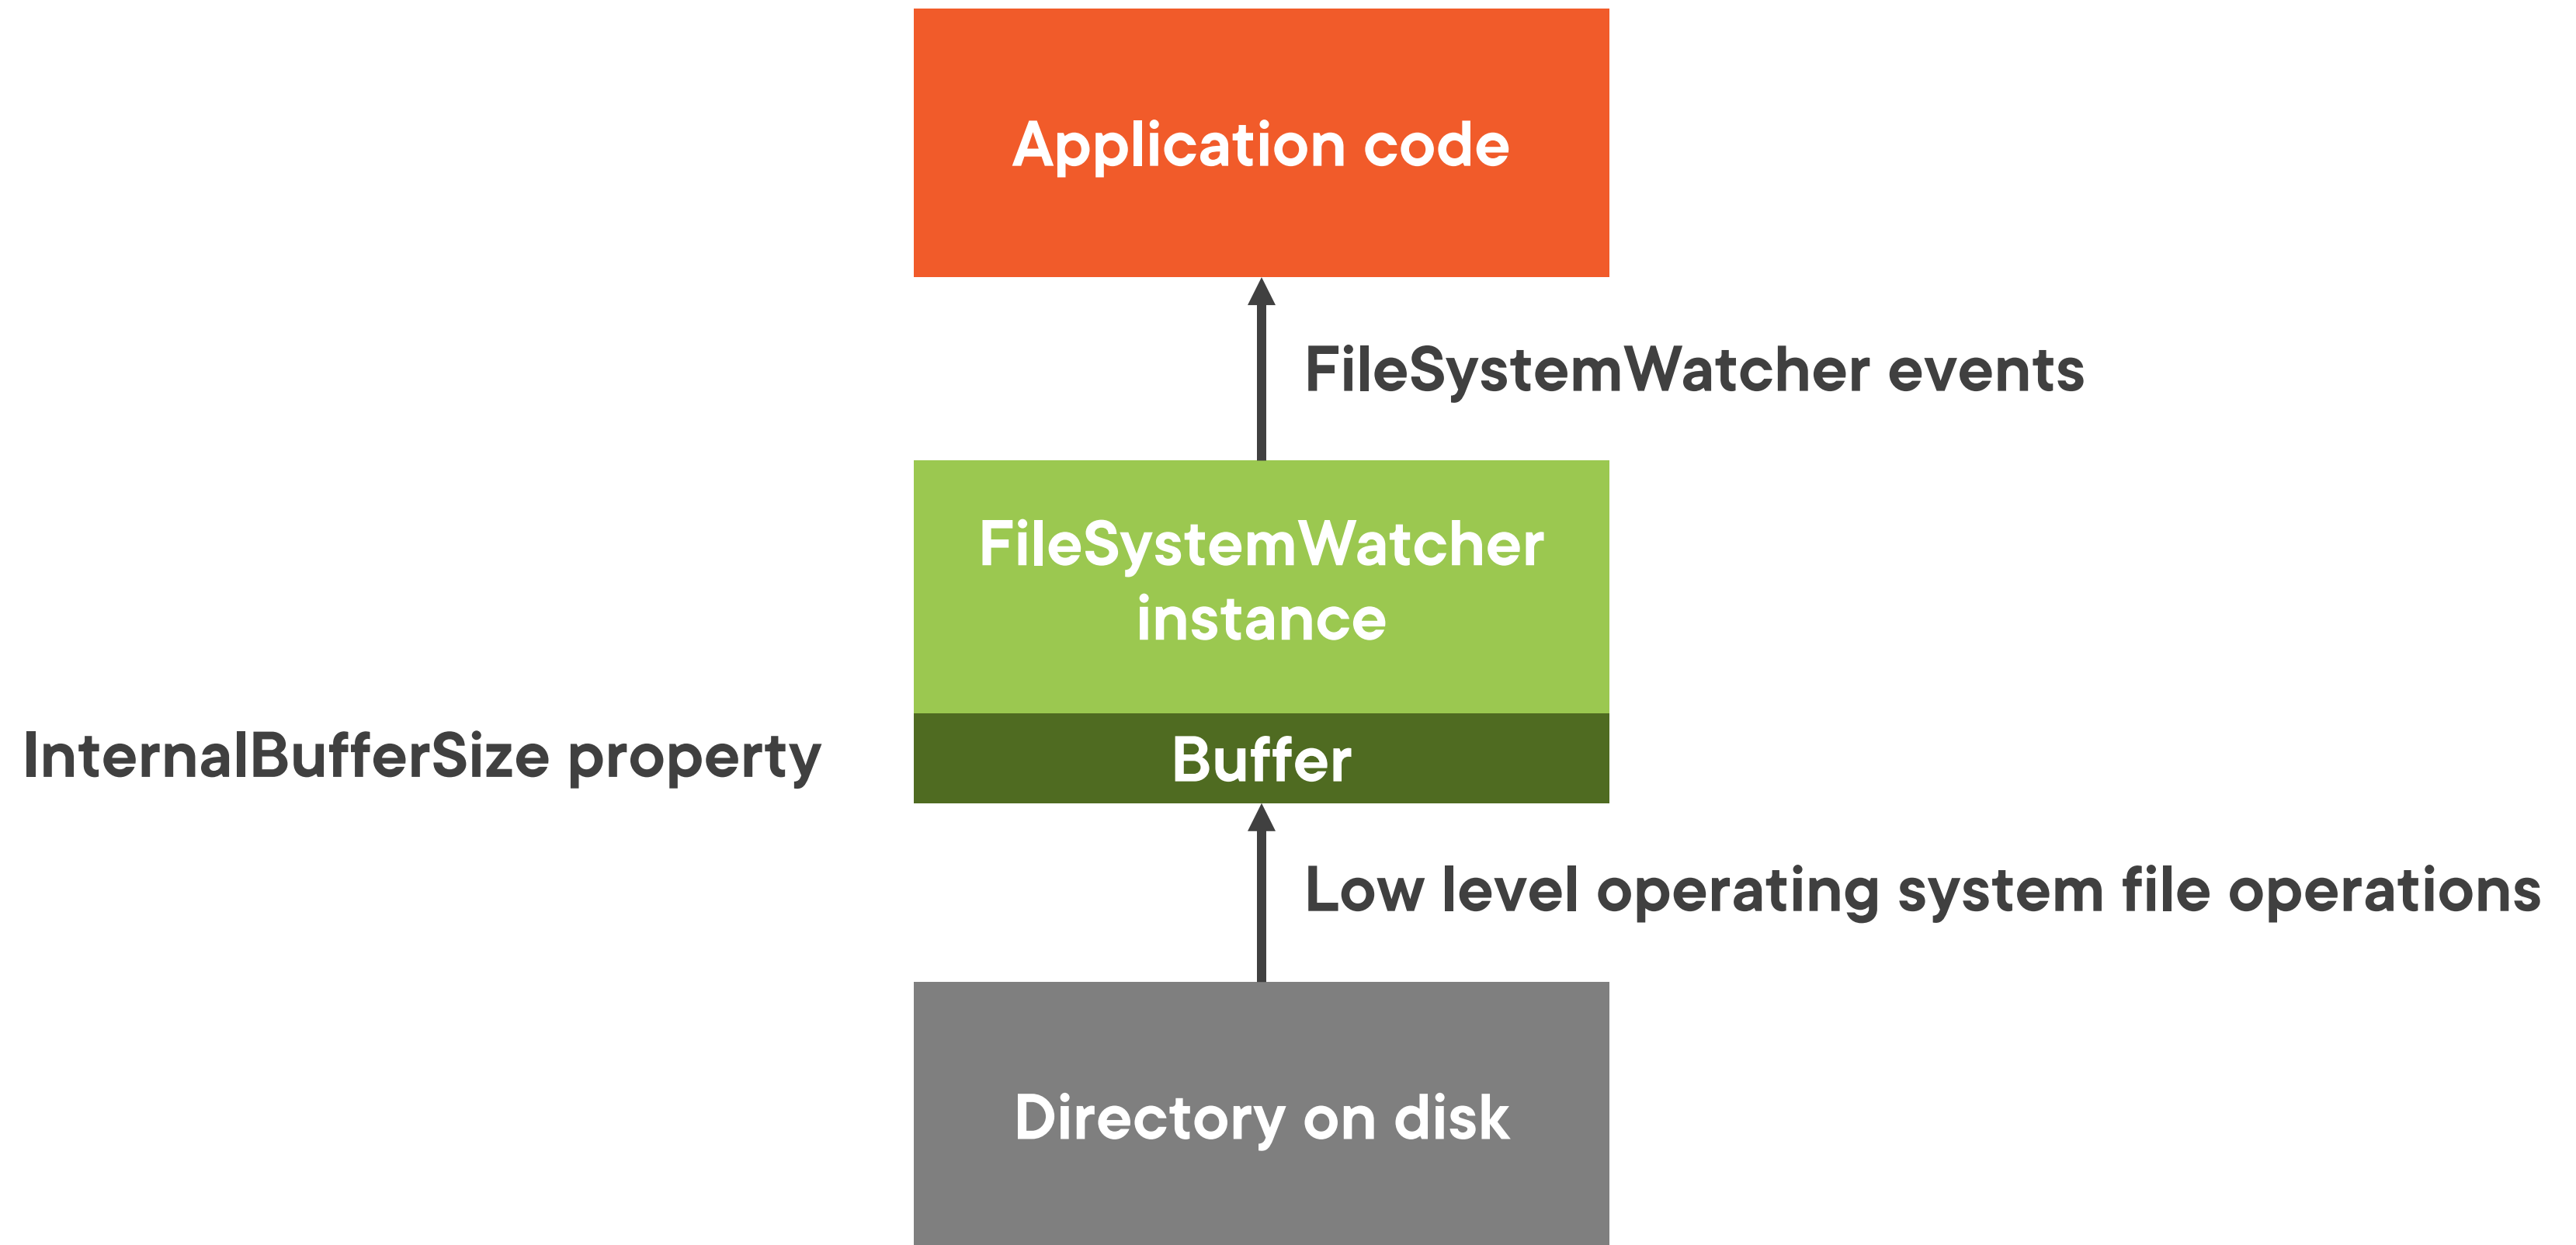 Application code
FileSystemWatcher events
FileSystemWatcher
instance
InternalBufferSize property
Buffer
Low level operating system file operations
Directory on disk